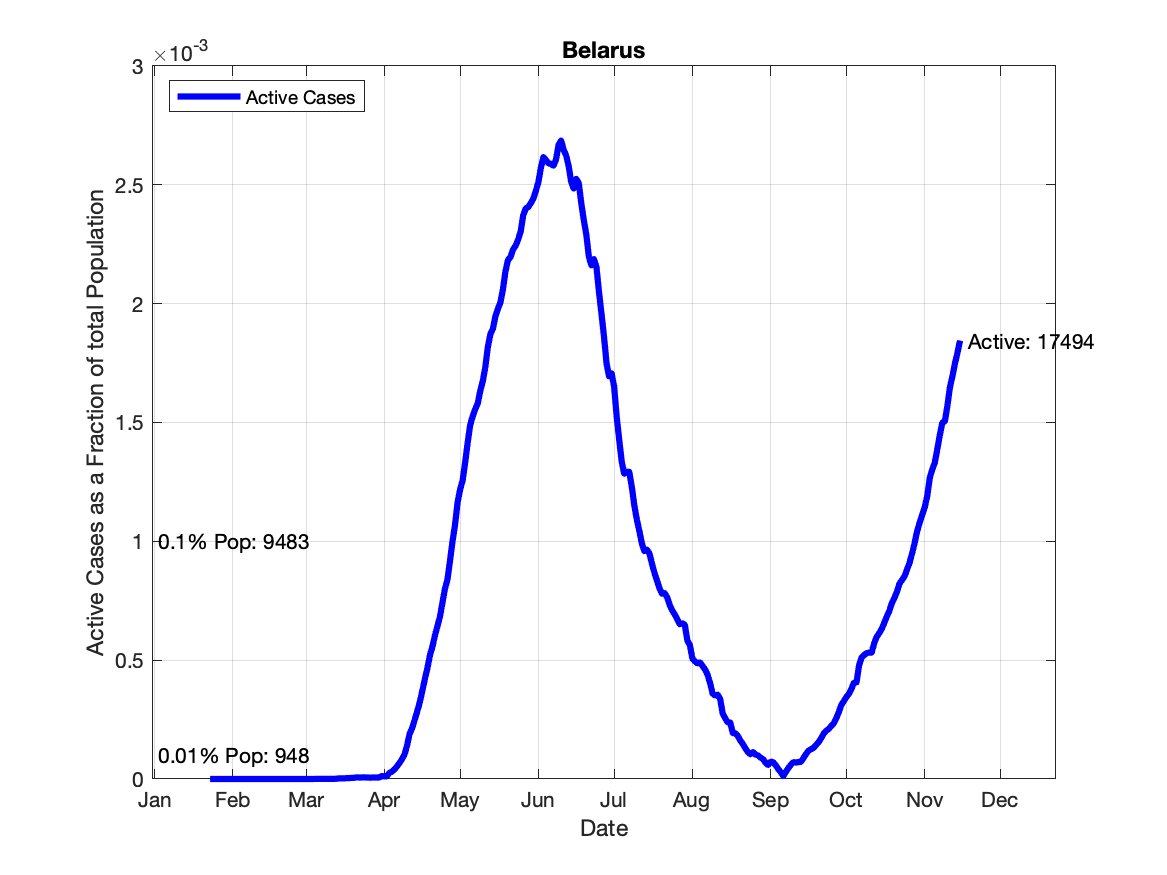 Belarus
×10-3
3
2.5
2
1.5
1
0.5
0
Active Cases
Active: 17494
0.1% Pop: 9483
0.01% Pop: 948
Active Cases as a Fraction of total Population
Jan Feb Mar Apr May Jun Jul Aug Sep Oct Nov Dec
Date